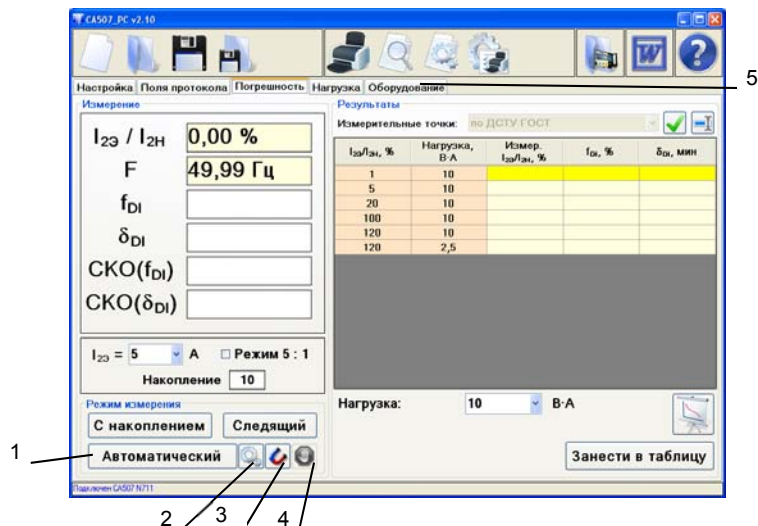 CA507_PC v2.10
W ?
Настройка Поля протокола Погрешность Нагрузка Оборудование
5
Измерение
I2Э / I2Н 0,00 %
F 49,99 Гц
fDI
δDI
СКО(fDI)
СКО(δDI)
I2Э = 5 А Режим 5 : 1
Накопление 10
Режим измерения
С накоплением Следящий
1 Автоматический
2 3 4
Подключен CA507 N711
Результаты
Измерительные точки: по ДСТУ ГОСТ
I2Э/I2Н, % Нагрузка, В·А Измер. I2Э/I2Н, % fDI, % δDI, мин
1 10
5 10
20 10
100 10
120 10
120 2,5
Нагрузка: 10 В·А
Занести в таблицу